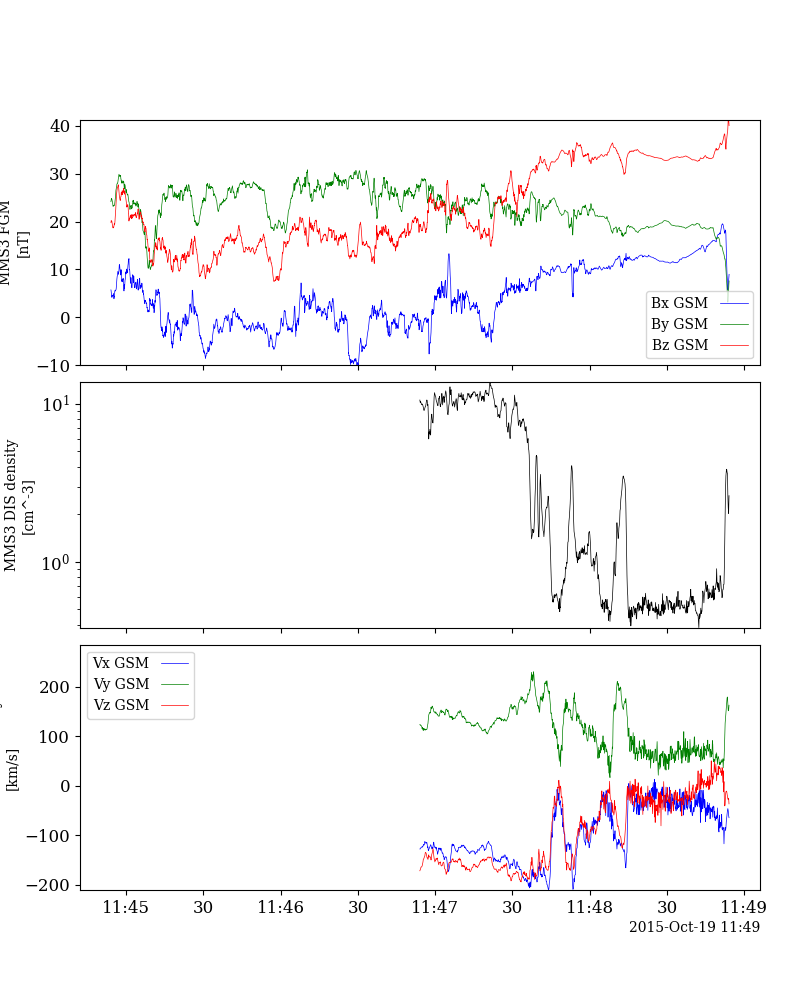 40
30
20
10
0
−10
MMS3 FGM
[nT]
Bx GSM
By GSM
Bz GSM
10^1
10^0
MMS3 DIS density
[cm^-3]
Vx GSM
Vy GSM
Vz GSM
200
100
0
−100
−200
[km/s]
11:45 30 11:46 30 11:47 30 11:48 30 11:49
2015-Oct-19 11:49